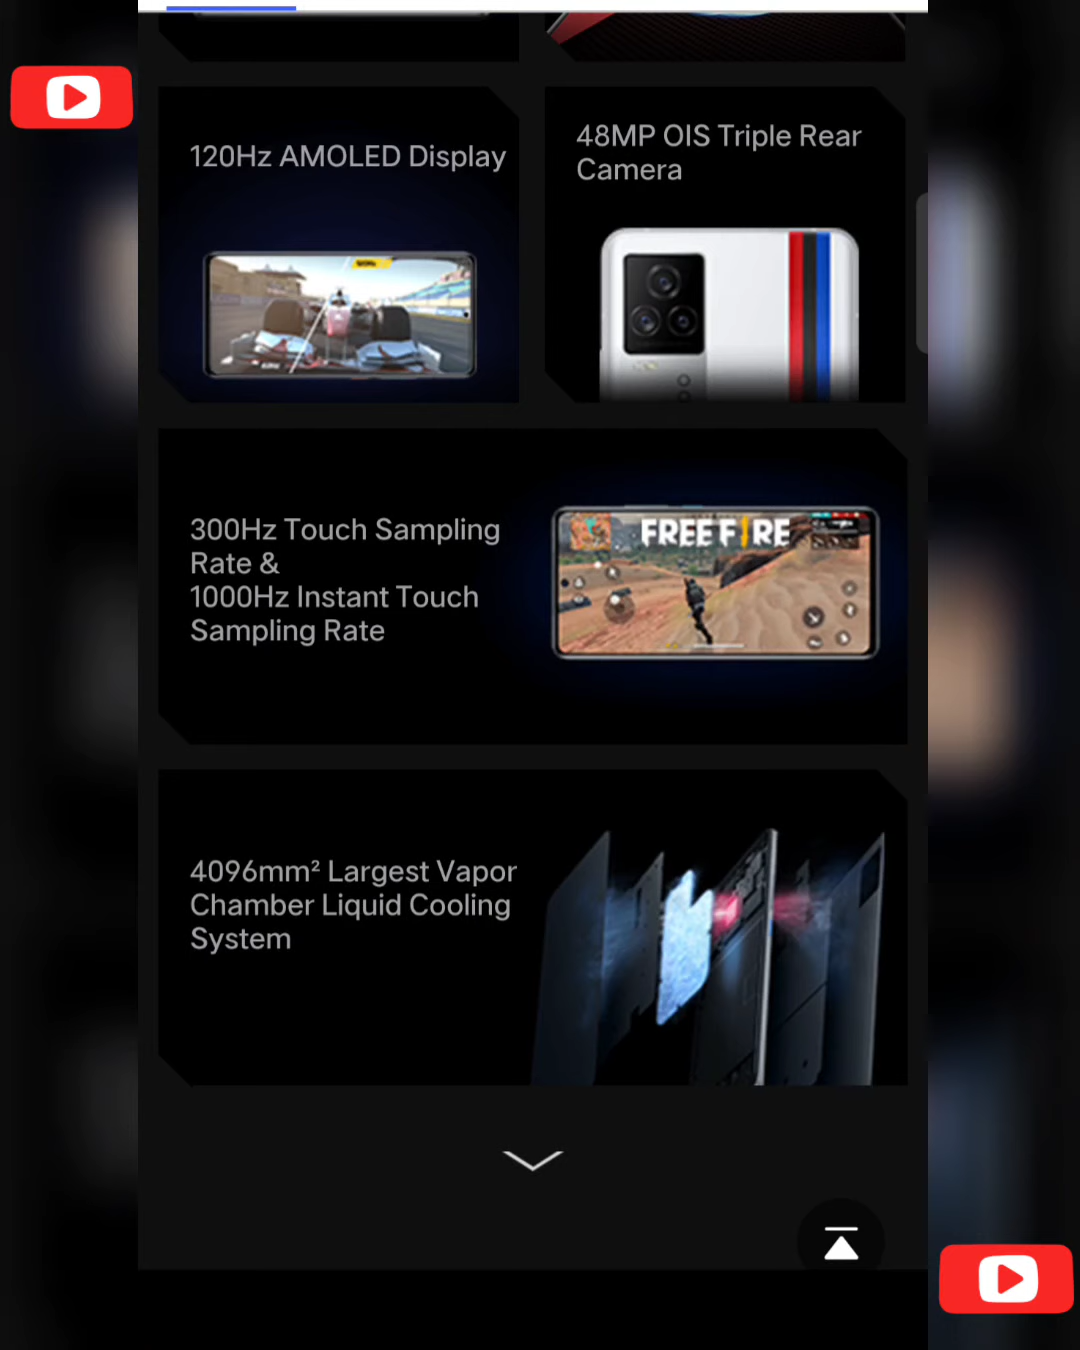 120Hz AMOLED Display
48MP OIS Triple Rear
Camera
300Hz Touch Sampling
Rate &
1000Hz Instant Touch
Sampling Rate
FREE FIRE
4096mm² Largest Vapor
Chamber Liquid Cooling
System